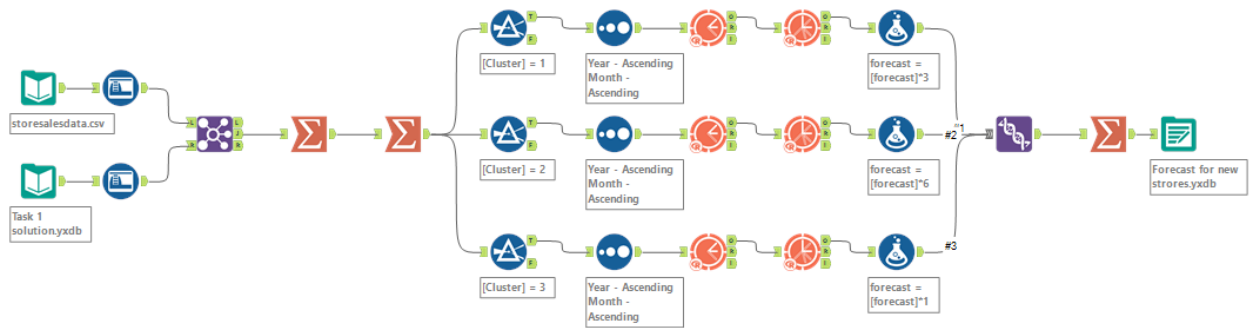 [Cluster] = 1
Year - Ascending
Month -
Ascending
forecast =
[forecast]*3
storesalesdata.csv
Task 1
solution.yxdb
[Cluster] = 2
Year - Ascending
Month -
Ascending
forecast =
[forecast]*6
#1
#2
#3
Forecast for new
strores.yxdb
[Cluster] = 3
Year - Ascending
Month -
Ascending
forecast =
[forecast]*1
L
R
L
J
R
T
F
T
F
T
F
O
R
I
O
R
I
O
R
I
O
R
I
O
R
I
O
R
I